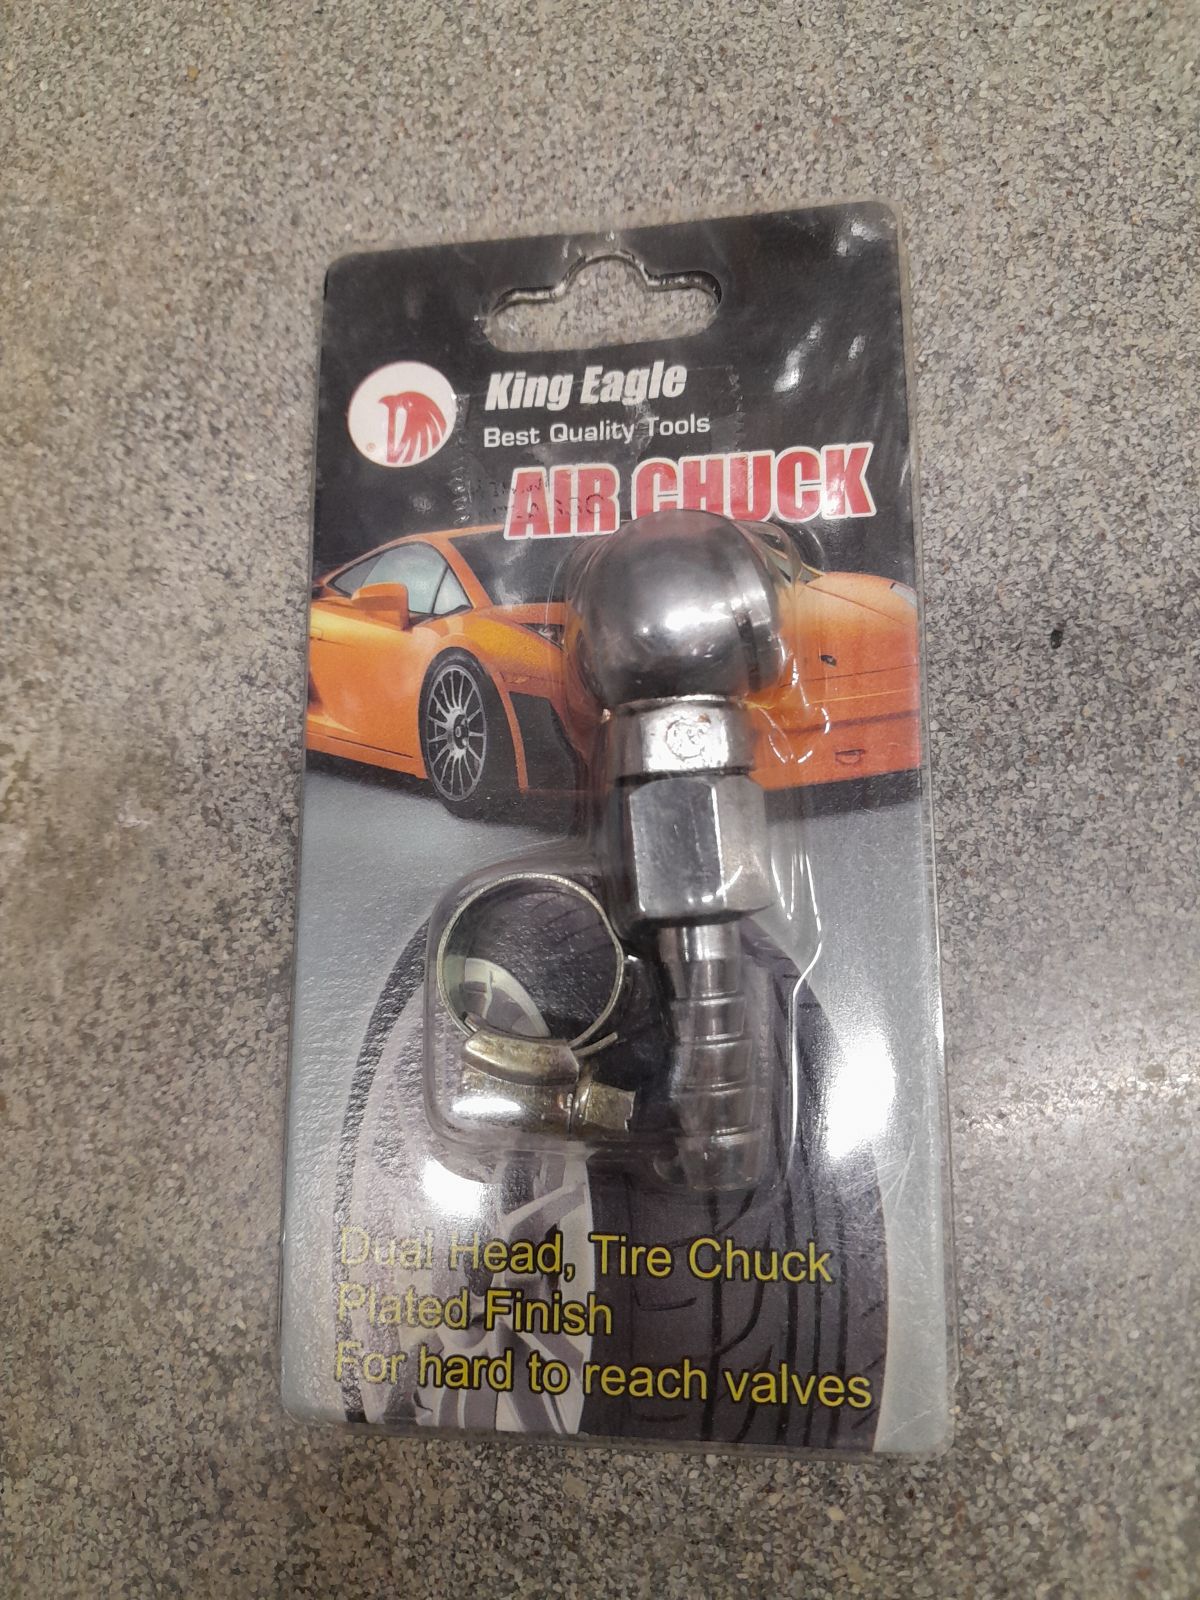 King Eagle
Best Quality Tools
AIR CHUCK
Dual Head, Tire Chuck
Plated Finish
For hard to reach valves